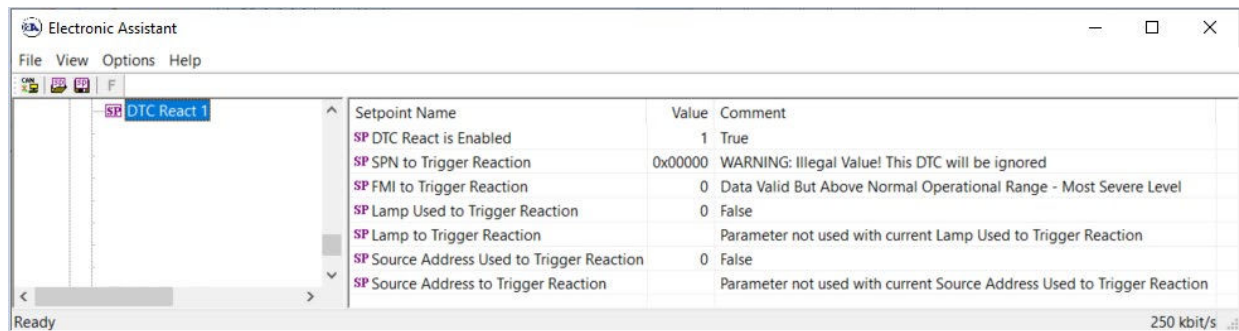 Electronic Assistant
File View Options Help
F
SP DTC React 1
Setpoint Name Value Comment
SP DTC React is Enabled 1 True
SP SPN to Trigger Reaction 0x00000 WARNING: Illegal Value! This DTC will be ignored
SP FMI to Trigger Reaction 0 Data Valid But Above Normal Operational Range - Most Severe Level
SP Lamp Used to Trigger Reaction 0 False
SP Lamp to Trigger Reaction Parameter not used with current Lamp Used to Trigger Reaction
SP Source Address Used to Trigger Reaction 0 False
SP Source Address to Trigger Reaction Parameter not used with current Source Address Used to Trigger Reaction
Ready 250 kbit/s